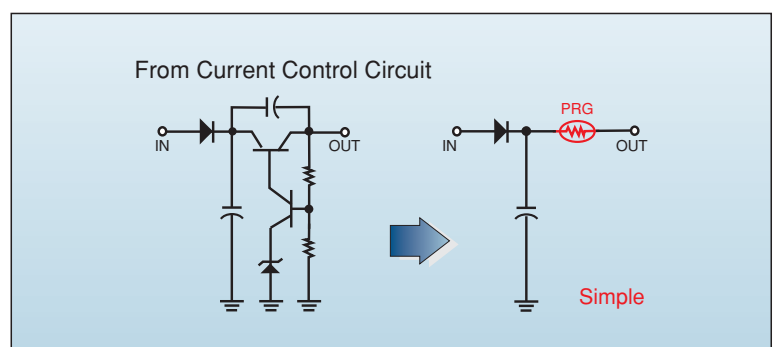 From Current Control Circuit
PRG
IN
OUT
IN
OUT
Simple